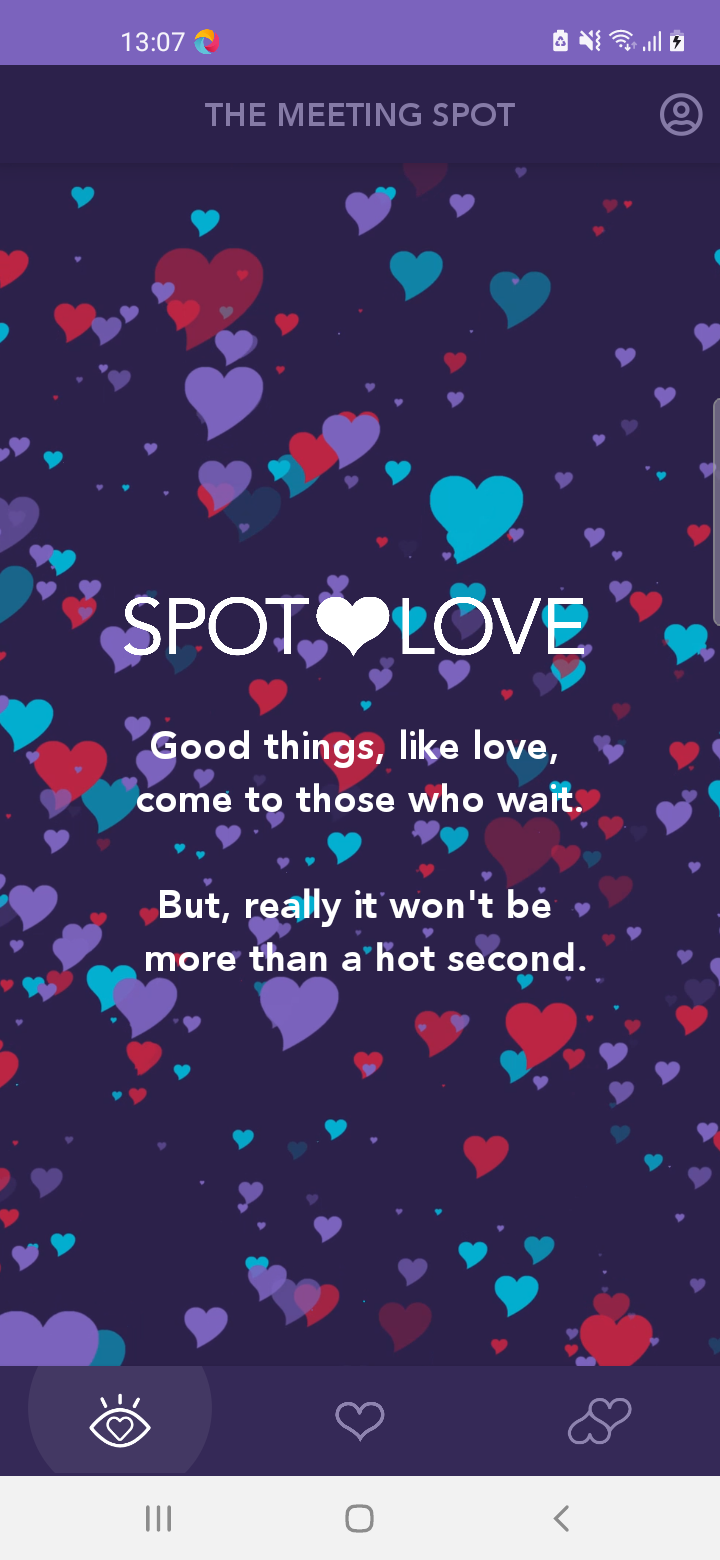 13:07
THE MEETING SPOT
SPOT LOVE
Good things, like love,
come to those who wait.
But, really it won't be
more than a hot second.